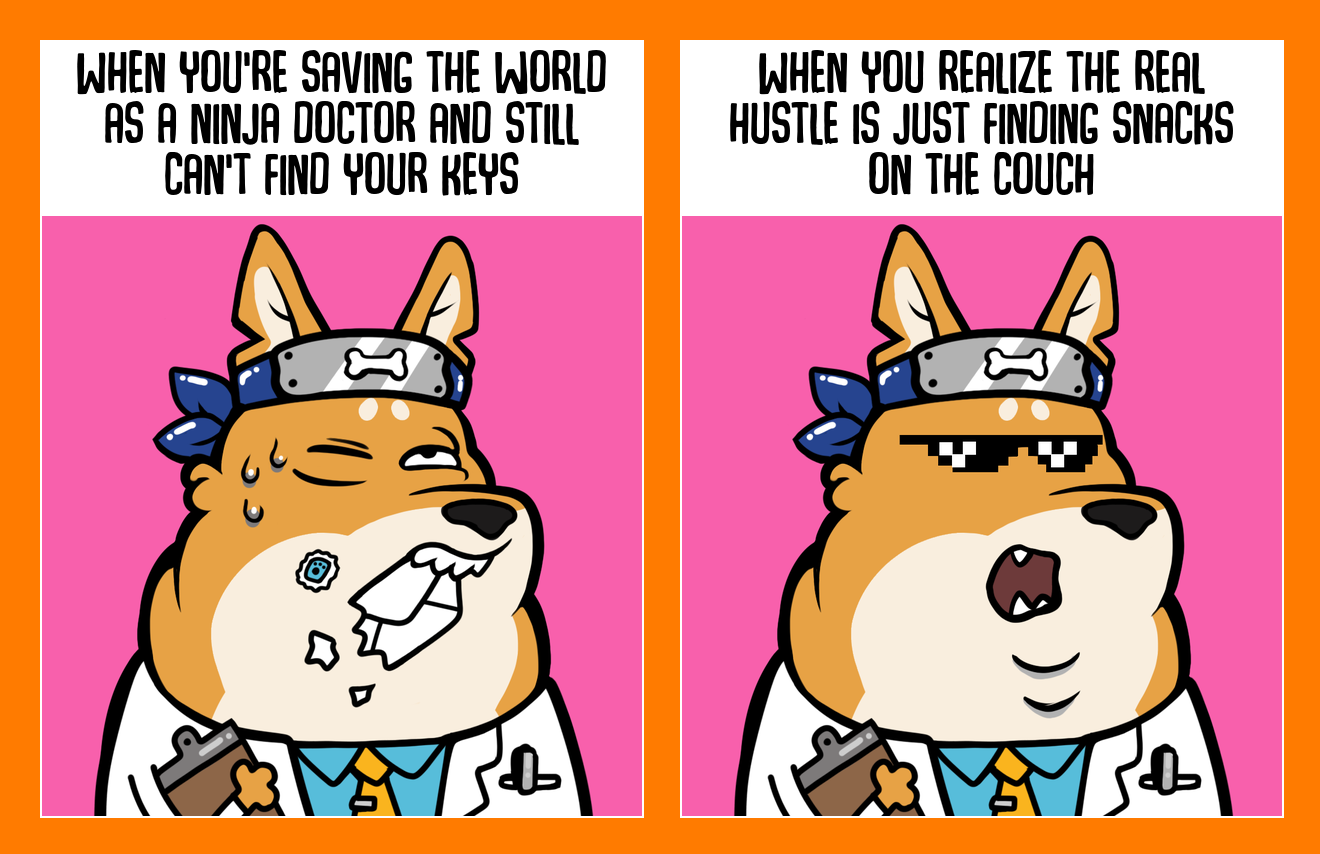 WHEN YOU'RE SAVING THE WORLD
AS A NINJA DOCTOR AND STILL
CAN'T FIND YOUR KEYS
WHEN YOU REALIZE THE REAL
HUSTLE IS JUST FINDING SNACKS
ON THE COUCH